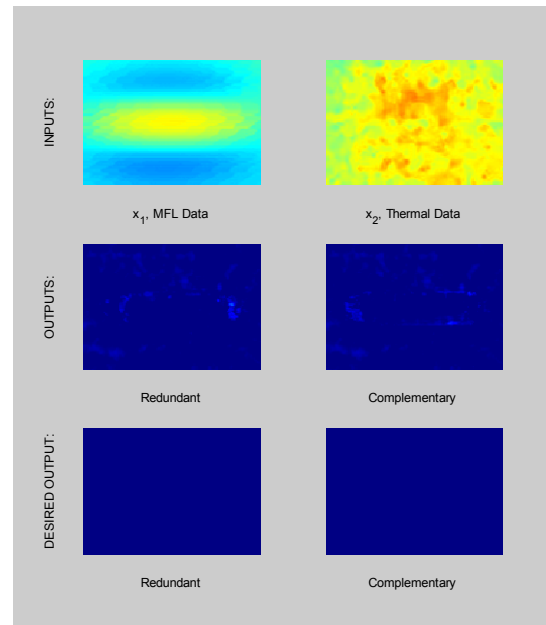 INPUTS:
x1, MFL Data
x2, Thermal Data
OUTPUTS:
Redundant
Complementary
DESIRED OUTPUT:
Redundant
Complementary